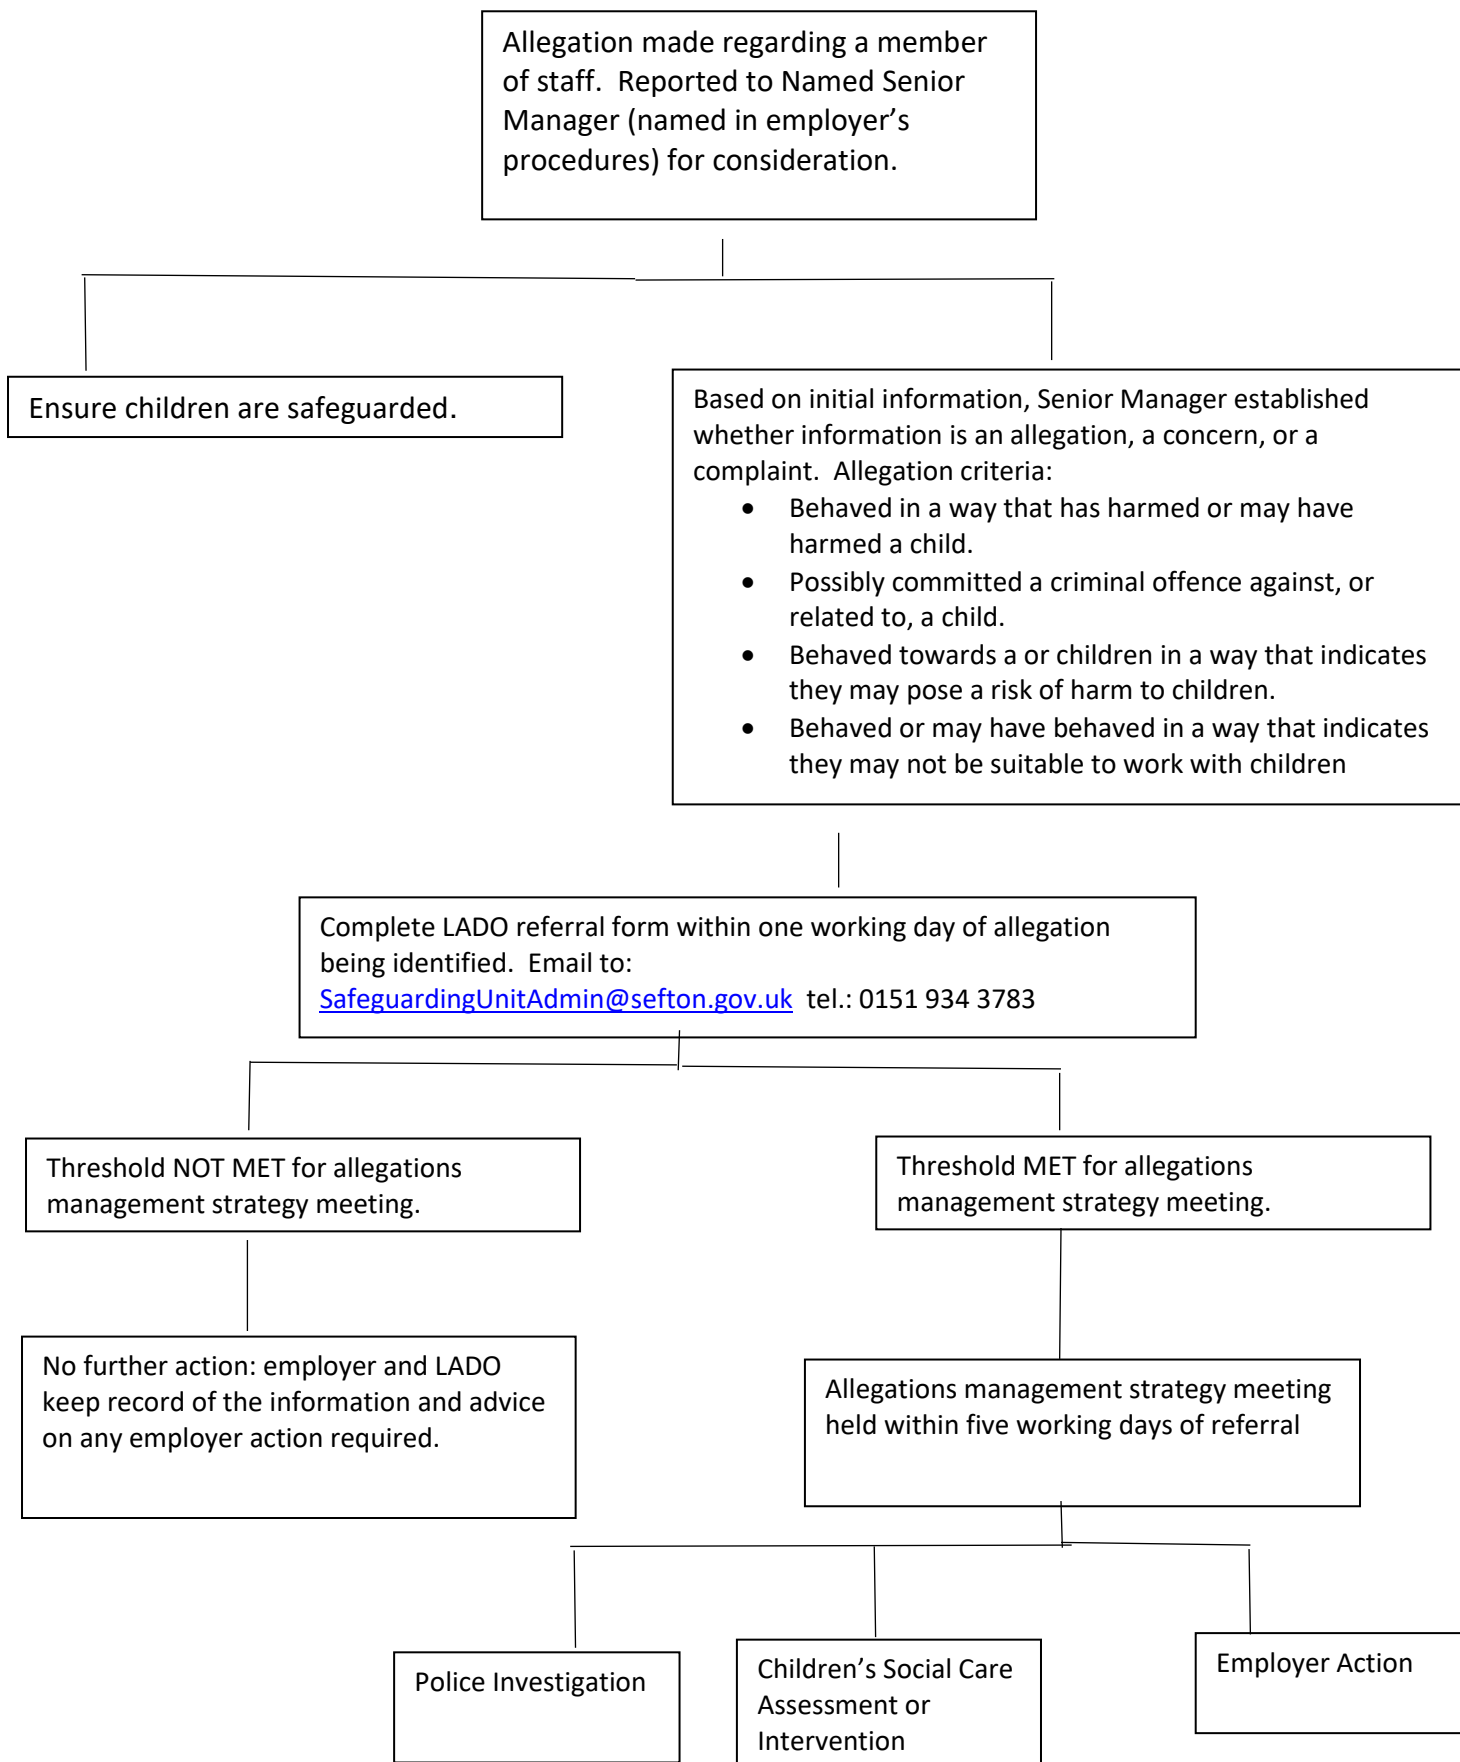 Allegation made regarding a member
of staff.  Reported to Named Senior
Manager (named in employer’s
procedures) for consideration.
Ensure children are safeguarded.
Based on initial information, Senior Manager established
whether information is an allegation, a concern, or a
complaint.  Allegation criteria:
• Behaved in a way that has harmed or may have
harmed a child.
• Possibly committed a criminal offence against, or
related to, a child.
• Behaved towards a or children in a way that indicates
they may pose a risk of harm to children.
• Behaved or may have behaved in a way that indicates
they may not be suitable to work with children
Complete LADO referral form within one working day of allegation
being identified.  Email to:
SafeguardingUnitAdmin@sefton.gov.uk  tel.: 0151 934 3783
Threshold NOT MET for allegations
management strategy meeting.
Threshold MET for allegations
management strategy meeting.
No further action: employer and LADO
keep record of the information and advice
on any employer action required.
Allegations management strategy meeting
held within five working days of referral
Police Investigation
Children’s Social Care
Assessment or
Intervention
Employer Action